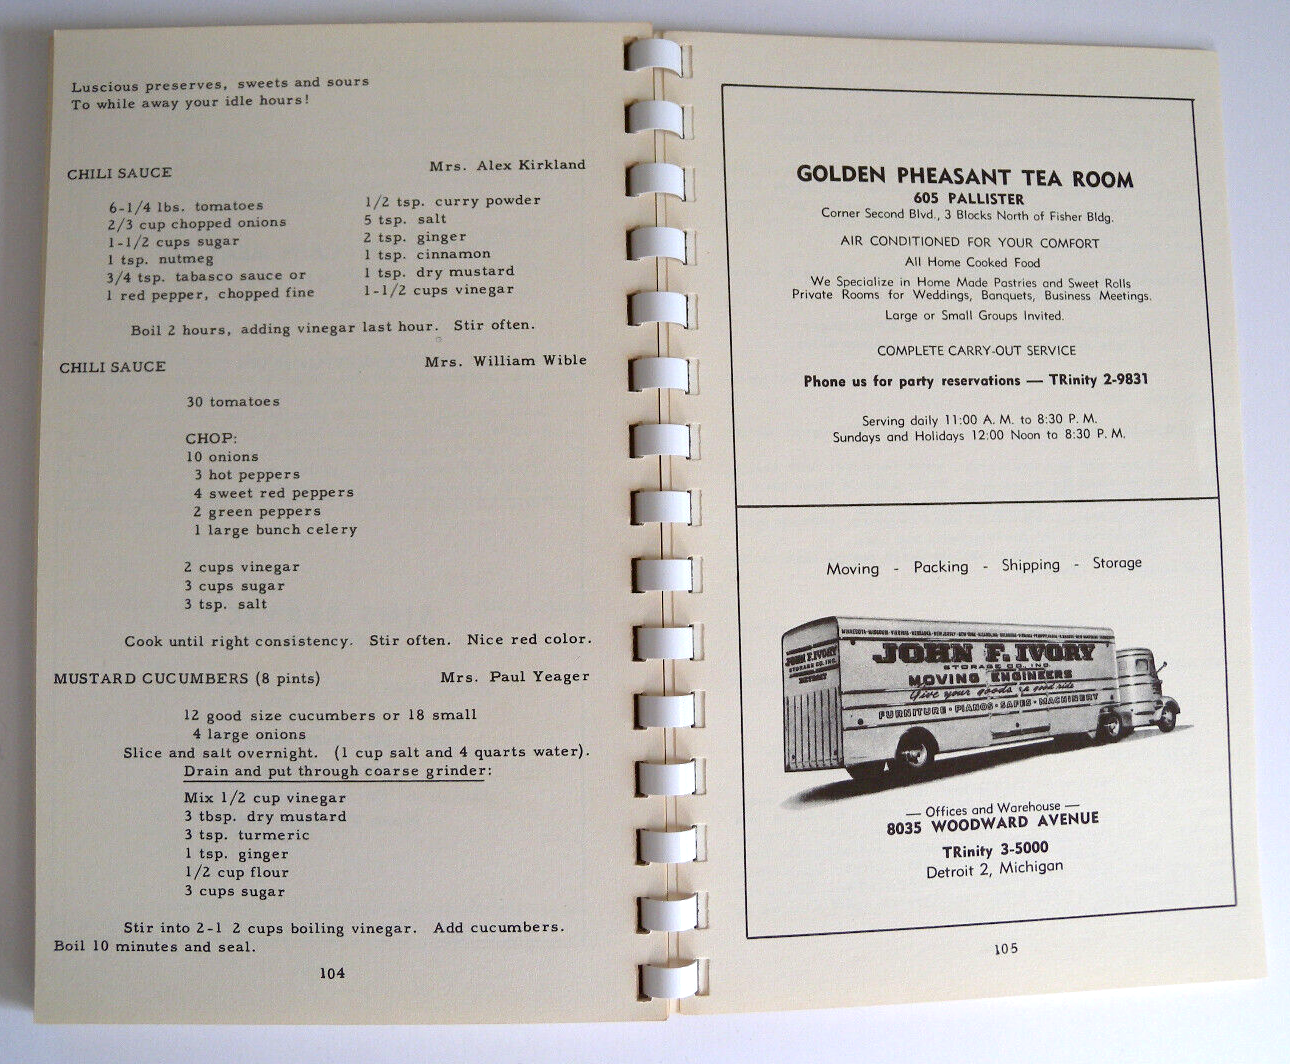 Luscious preserves, sweets and sours
To while away your idle hours!
CHILI SAUCE Mrs. Alex Kirkland
6-1/4 lbs. tomatoes
2/3 cup chopped onions
1-1/2 cups sugar
1 tsp. nutmeg
3/4 tsp. tabasco sauce or
1 red pepper, chopped fine
1/2 tsp. curry powder
5 tsp. salt
2 tsp. ginger
1 tsp. cinnamon
1 tsp. dry mustard
1-1/2 cups vinegar
Boil 2 hours, adding vinegar last hour. Stir often.
CHILI SAUCE Mrs. William Wible
30 tomatoes
CHOP:
10 onions
3 hot peppers
4 sweet red peppers
2 green peppers
1 large bunch celery
2 cups vinegar
3 cups sugar
3 tsp. salt
Cook until right consistency. Stir often. Nice red color.
MUSTARD CUCUMBERS (8 pints) Mrs. Paul Yeager
12 good size cucumbers or 18 small
4 large onions
Slice and salt overnight. (1 cup salt and 4 quarts water).
Drain and put through coarse grinder:
Mix 1/2 cup vinegar
3 tbsp. dry mustard
3 tsp. turmeric
1 tsp. ginger
1/2 cup flour
3 cups sugar
Stir into 2-1 2 cups boiling vinegar. Add cucumbers.
Boil 10 minutes and seal.
104
GOLDEN PHEASANT TEA ROOM
605 PALLISTER
Corner Second Blvd., 3 Blocks North of Fisher Bldg.
AIR CONDITIONED FOR YOUR COMFORT
All Home Cooked Food
We Specialize in Home Made Pastries and Sweet Rolls
Private Rooms for Weddings, Banquets, Business Meetings.
Large or Small Groups Invited.
COMPLETE CARRY-OUT SERVICE
Phone us for party reservations — TRinity 2-9831
Serving daily 11:00 A. M. to 8:30 P. M.
Sundays and Holidays 12:00 Noon to 8:30 P. M.
Moving - Packing - Shipping - Storage
JOHN F. IVORY
STORAGE CO. INC.
DETROIT
JOHN F. IVORY
STORAGE CO. INC.
MOVING ENGINEERS
Give your goods a good ride
FURNITURE • PIANOS • SAFES • MACHINERY
— Offices and Warehouse —
8035 WOODWARD AVENUE
TRinity 3-5000
Detroit 2, Michigan
105